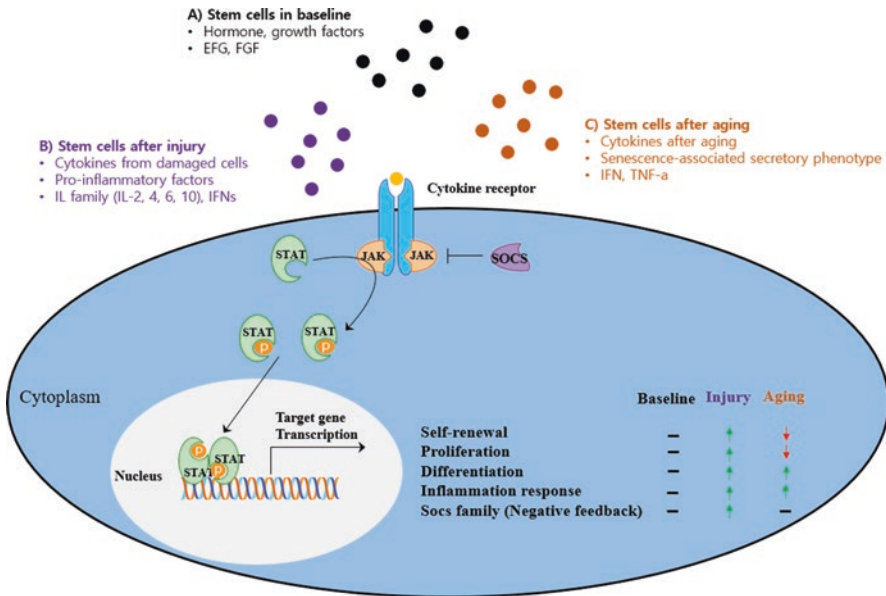 A) Stem cells in baseline
• Hormone, growth factors
• EFG, FGF
B) Stem cells after injury
• Cytokines from damaged cells
• Pro-inflammatory factors
• IL family (IL-2, 4, 6, 10), IFNs
C) Stem cells after aging
• Cytokines after aging
• Senescence-associated secretory phenotype
• IFN, TNF-a
Cytokine receptor
STAT
JAK
JAK
SOCS
STAT
P
STAT
P
Cytoplasm
Nucleus
P
STAT
STAT
P
Target gene
Transcription
Baseline Injury Aging
Self-renewal – ↑ ↓
Proliferation – ↑ ↓
Differentiation – ↑ ↑
Inflammation response – ↑ ↑
Socs family (Negative feedback) – ↑ –